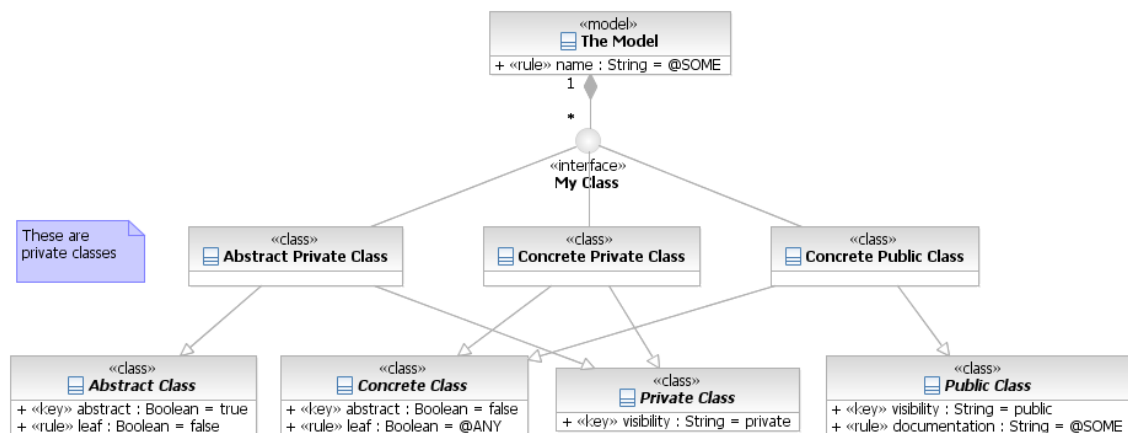 «model»
The Model
+ «rule» name : String = @SOME
1
*
«interface»
My Class
These are
private classes
«class»
Abstract Private Class
«class»
Concrete Private Class
«class»
Concrete Public Class
«class»
Abstract Class
+ «key» abstract : Boolean = true
+ «rule» leaf : Boolean = false
«class»
Concrete Class
+ «key» abstract : Boolean = false
+ «rule» leaf : Boolean = @ANY
«class»
Private Class
+ «key» visibility : String = private
«class»
Public Class
+ «key» visibility : String = public
+ «rule» documentation : String = @SOME